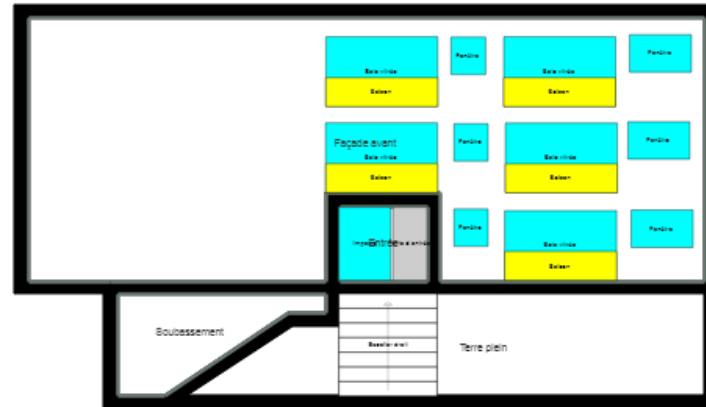 Fenêtre
Fenêtre
Baie vitrée
Baie vitrée
Balcon
Balcon
Façade avant
Fenêtre
Fenêtre
Baie vitrée
Baie vitrée
Balcon
Balcon
Fenêtre
Fenêtre
Entrée
Baie vitrée
Balcon
Soubassement
Escalier droit
Terre plein